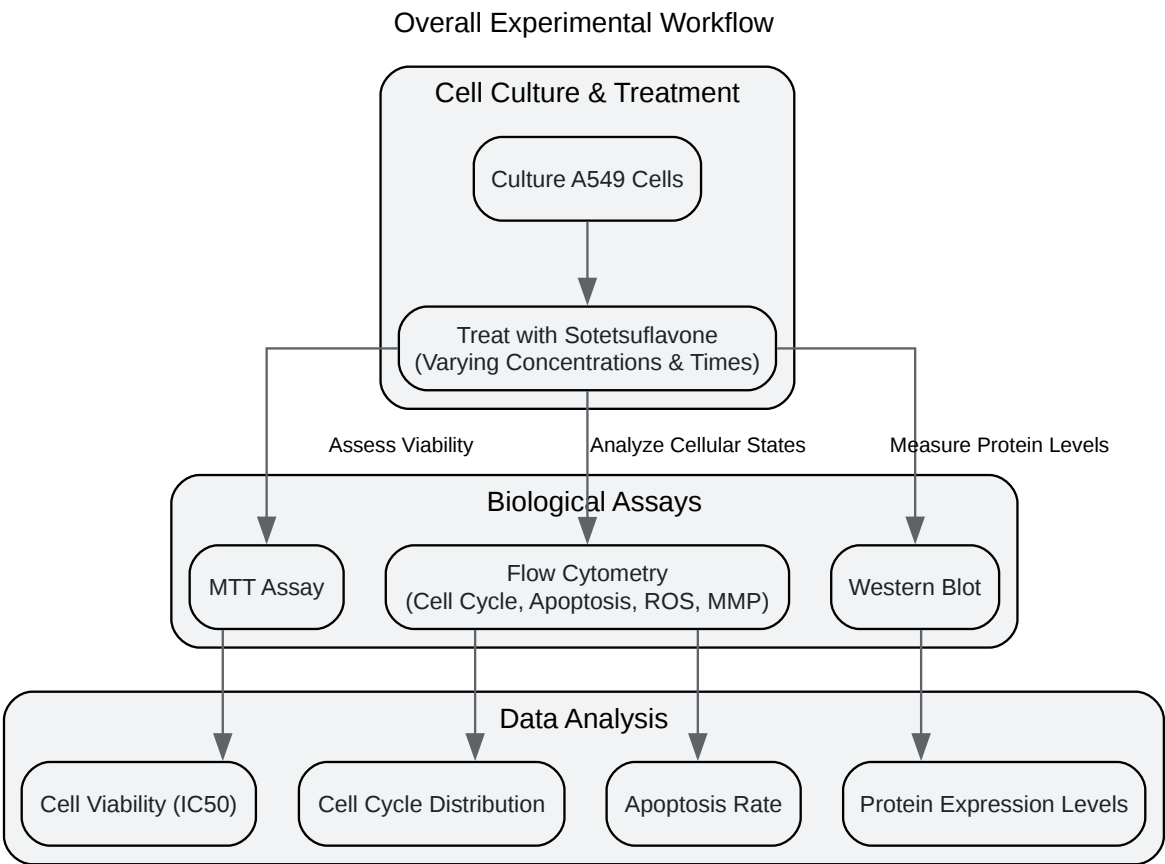 Overall Experimental Workflow
Cell Culture & Treatment
Culture A549 Cells
Treat with Sotetsuflavone
(Varying Concentrations & Times)
Assess Viability
Analyze Cellular States
Measure Protein Levels
Biological Assays
MTT Assay
Flow Cytometry
(Cell Cycle, Apoptosis, ROS, MMP)
Western Blot
Data Analysis
Cell Viability (IC50)
Cell Cycle Distribution
Apoptosis Rate
Protein Expression Levels